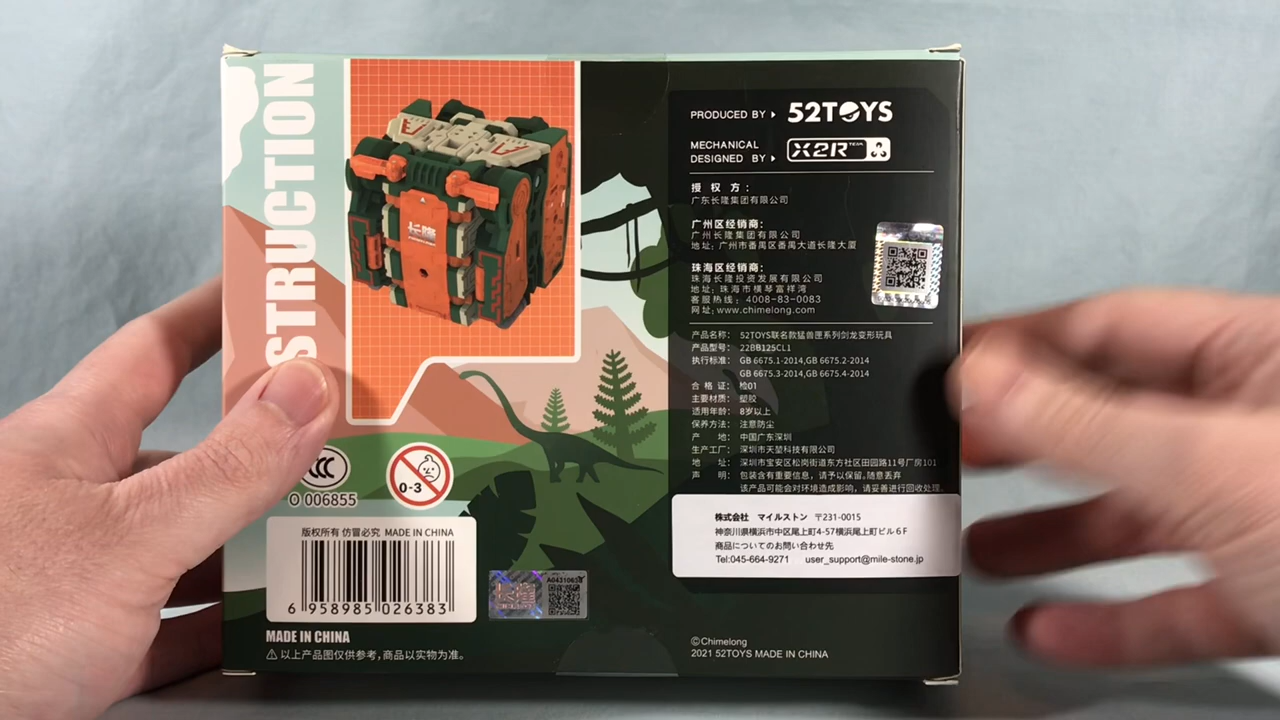 STRUCTION
长隆
PRODUCED BY 52TOYS
MECHANICAL
DESIGNED BY X2R TEAM
授权方:
广东长隆集团有限公司
广州区经销商:
广州长隆集团有限公司
地址: 广州市番禺区番禺大道长隆大厦
珠海区经销商:
珠海长隆投资发展有限公司
地址: 珠海市横琴富祥湾
客服热线: 4008-83-0083
网址: www.chimelong.com
产品名称: 52TOYS联名款猛兽匣系列剑龙变形玩具
产品型号: 22BB125CL1
执行标准: GB 6675.1-2014,GB 6675.2-2014
GB 6675.3-2014,GB 6675.4-2014
合格证: 检01
主要材质: 塑胶
适用年龄: 8岁以上
保养方法: 注意防尘
产地: 中国广东深圳
生产工厂: 深圳市天堃科技有限公司
地址: 深圳市宝安区松岗街道东方社区田园路11号厂房101
声明: 包装含有重要信息, 请予以保留, 随意丢弃
该产品可能会对环境造成影响, 请妥善进行回收处理。
株式会社 マイルストン 〒231-0015
神奈川県横浜市中区尾上町4-57横浜尾上町ビル6F
商品についてのお問い合わせ先
Tel:045-664-9271 user_support@mile-stone.jp
©Chimelong
2021 52TOYS MADE IN CHINA
O 006855
0-3
版权所有 仿冒必究 MADE IN CHINA
6 958985 026383
长隆
MADE IN CHINA
以上产品图仅供参考,商品以实物为准。